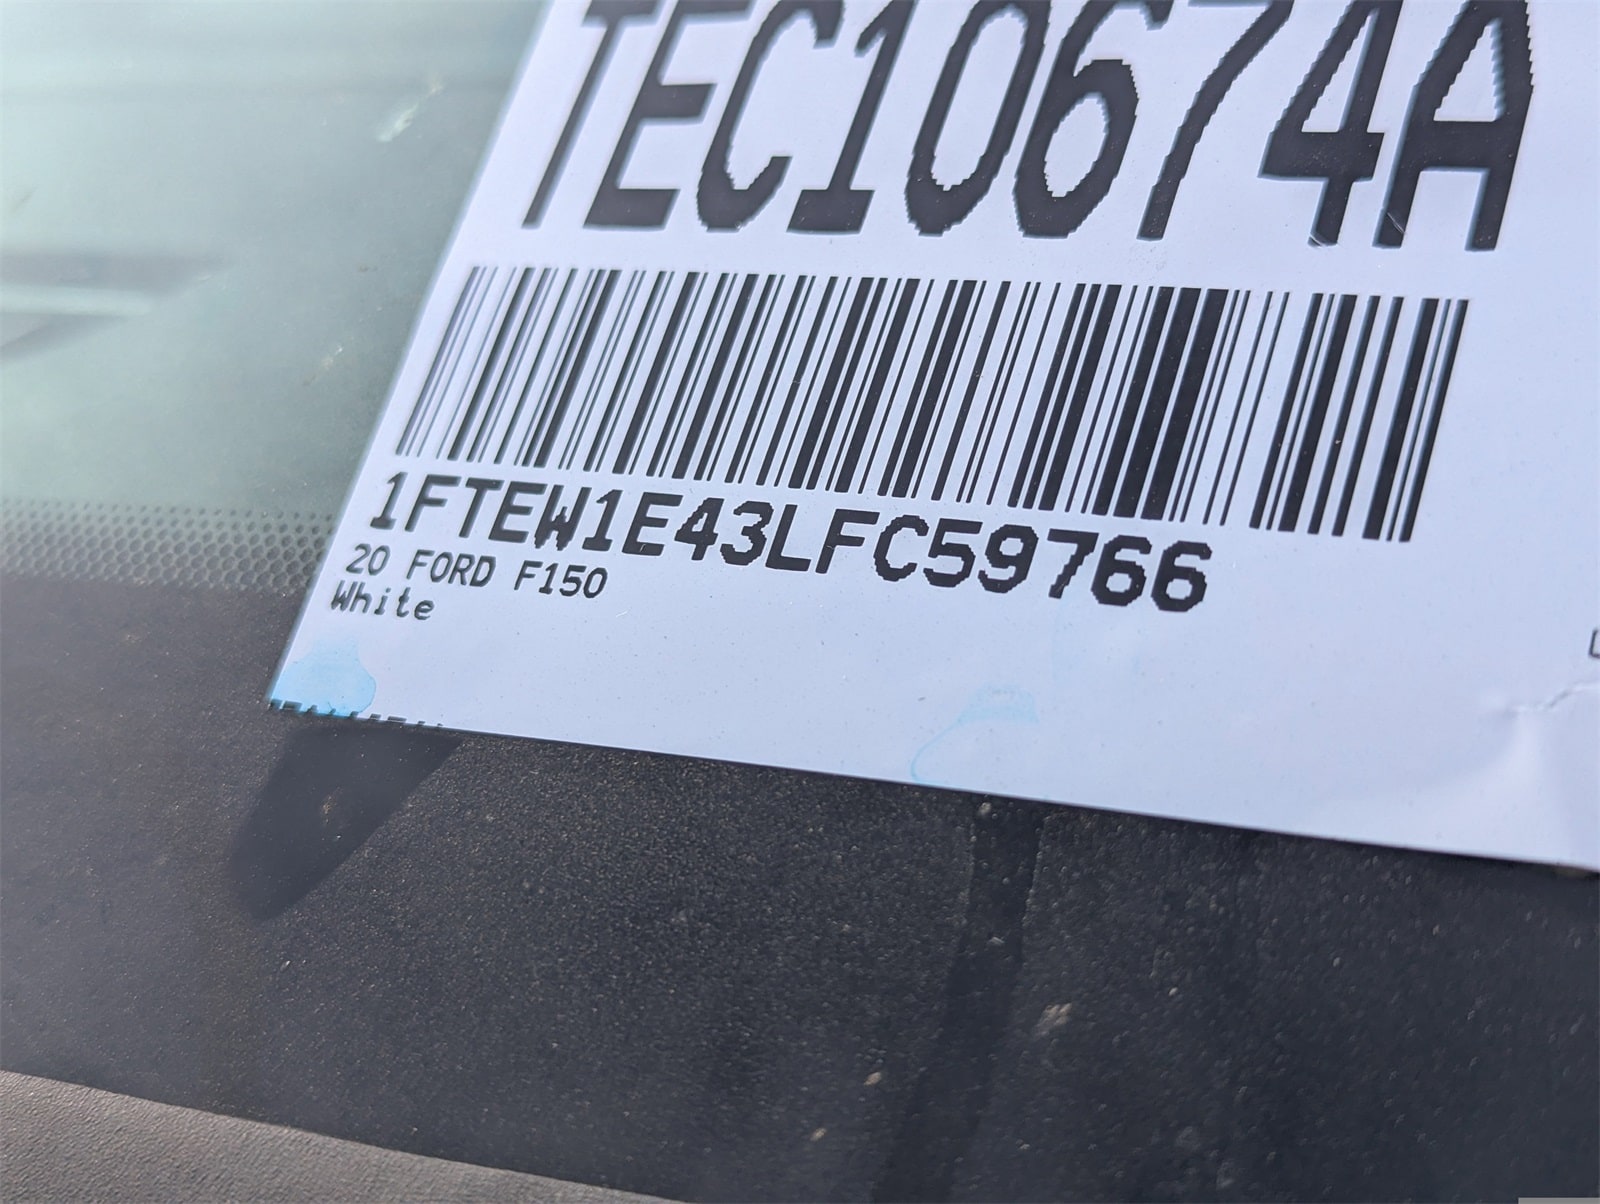 TEC10674A
1FTEW1E43LFC59766
20 FORD F150
White